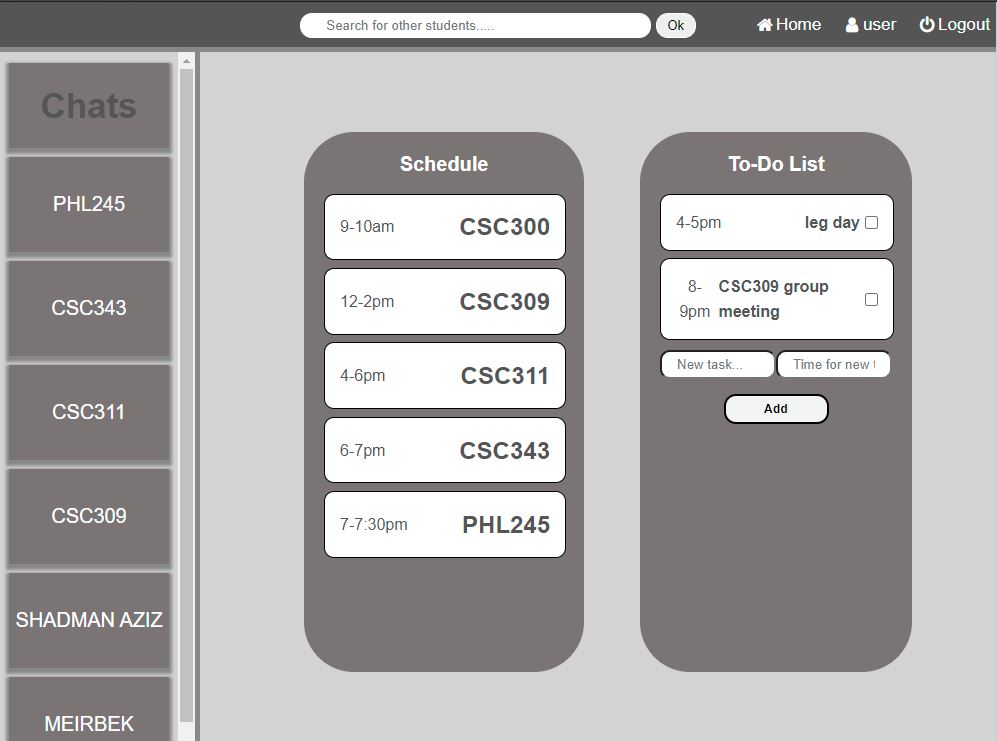 Search for other students..... Ok Home user Logout
Chats
PHL245
CSC343
CSC311
CSC309
SHADMAN AZIZ
MEIRBEK
Schedule
9-10am CSC300
12-2pm CSC309
4-6pm CSC311
6-7pm CSC343
7-7:30pm PHL245
To-Do List
4-5pm leg day
8- CSC309 group
9pm meeting
New task... Time for new
Add